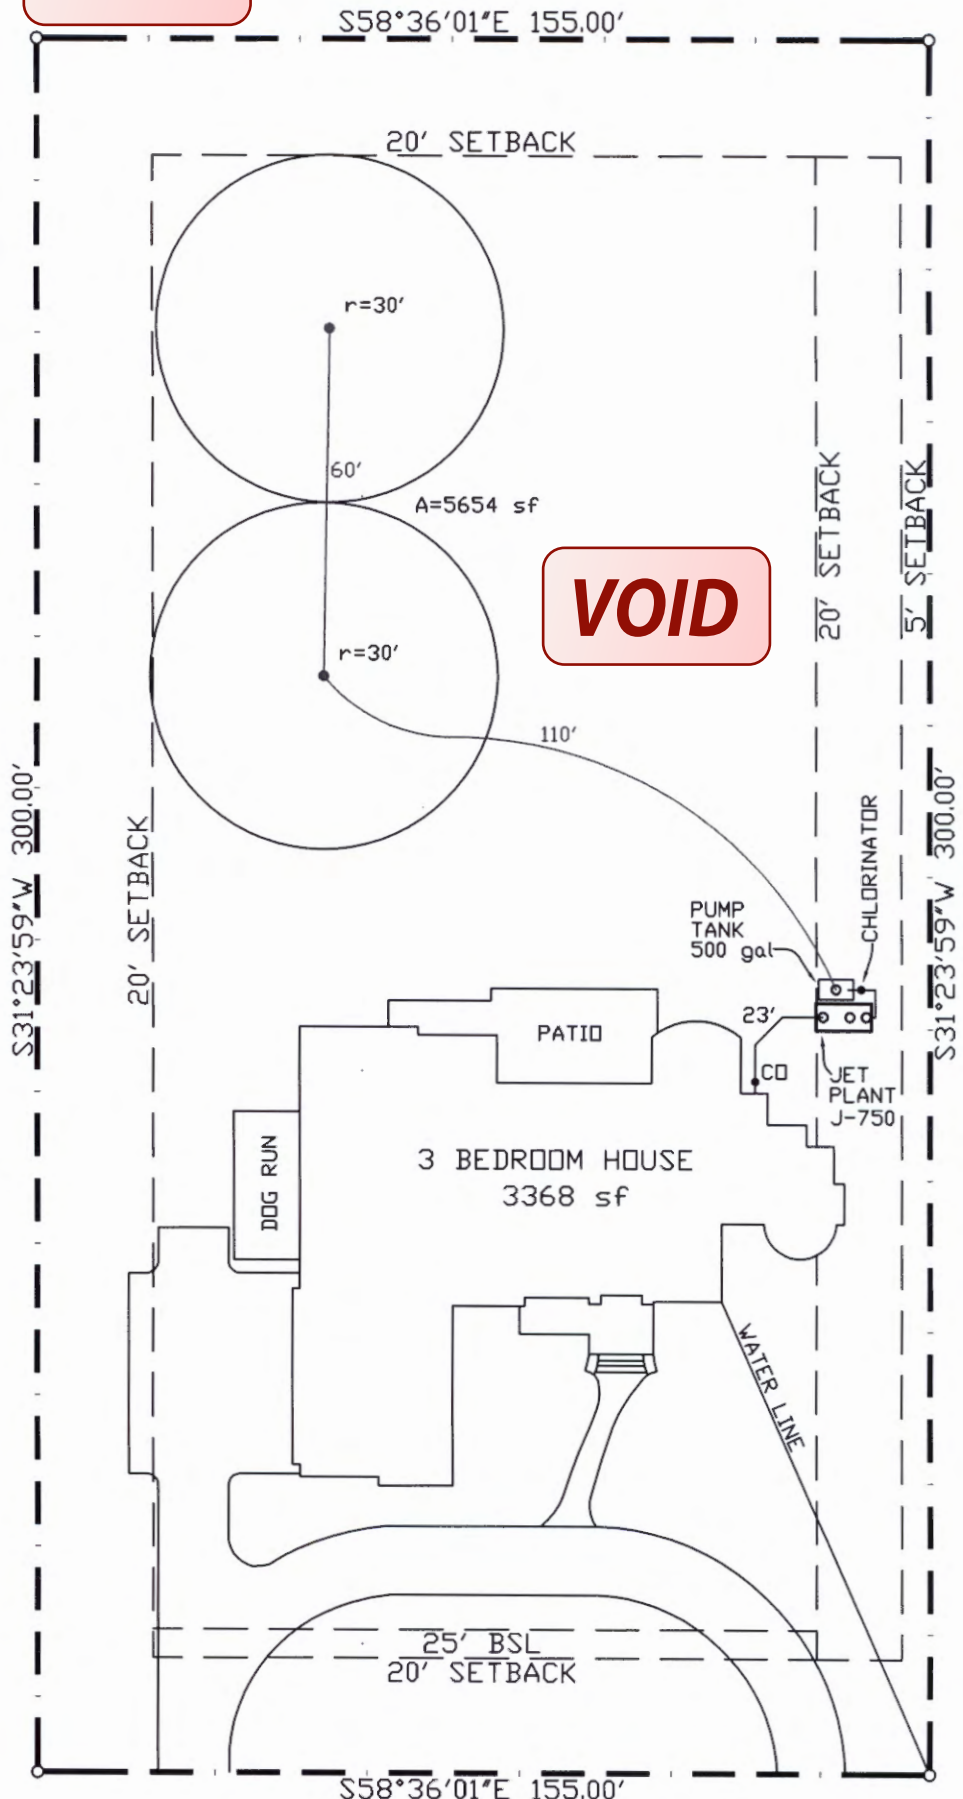 S58°36'01"E 155.00'
20' SETBACK
r=30'
60'
A=5654 sf
20' SETBACK
5' SETBACK
VOID
r=30'
110'
S31°23'59"W 300.00'
S31°23'59"W 300.00'
20' SETBACK
CHLORINATOR
PUMP
TANK
500 gal
23'
PATIO
CO
JET
PLANT
J-750
DOG RUN
3 BEDROOM HOUSE
3368 sf
WATER LINE
25' BSL
20' SETBACK
S58°36'01"E 155.00'